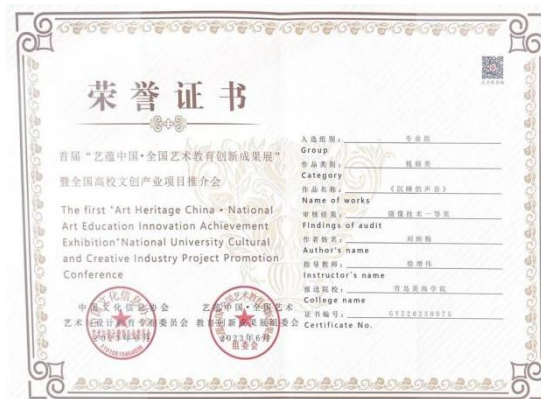 荣誉证书
首届“艺蕴中国·全国艺术教育创新成果展”
暨全国高校文创产业项目推介会
The first "Art Heritage China • National
Art Education Innovation Achievement
Exhibition"National University Cultural
and Creative Industry Project Promotion
Conference
中国文化信息协会
艺术与设计教育专业委员会
艺蕴中国·全国艺术
教育创新成果展组委会
2023年6月
组委会
入选组别: 专业组
Group
作品类别: 视频类
Category
作品名称: 《沉睡的声音》
Name of works
审核结果: 摄像技术一等奖
Findings of audit
作者姓名:
Author's name
指导教师:
Instructor's name
报送院校: 青岛黄海学院
College name
证书编号:
Certificate No.